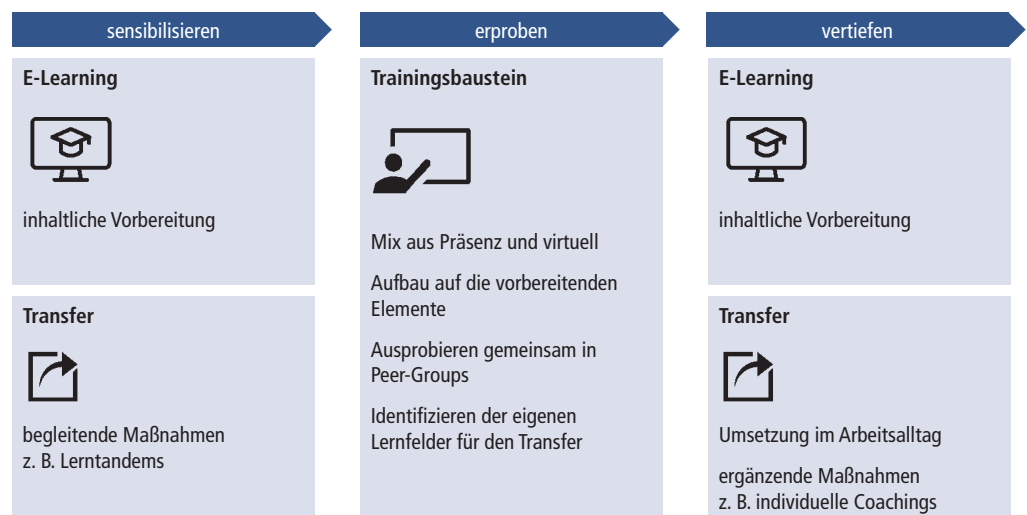 sensibilisieren
E-Learning
inhaltliche Vorbereitung
Transfer
begleitende Maßnahmen
z. B. Lerntandems
erproben
Trainingsbaustein
Mix aus Präsenz und virtuell
Aufbau auf die vorbereitenden
Elemente
Ausprobieren gemeinsam in
Peer-Groups
Identifizieren der eigenen
Lernfelder für den Transfer
vertiefen
E-Learning
inhaltliche Vorbereitung
Transfer
Umsetzung im Arbeitsalltag
ergänzende Maßnahmen
z. B. individuelle Coachings